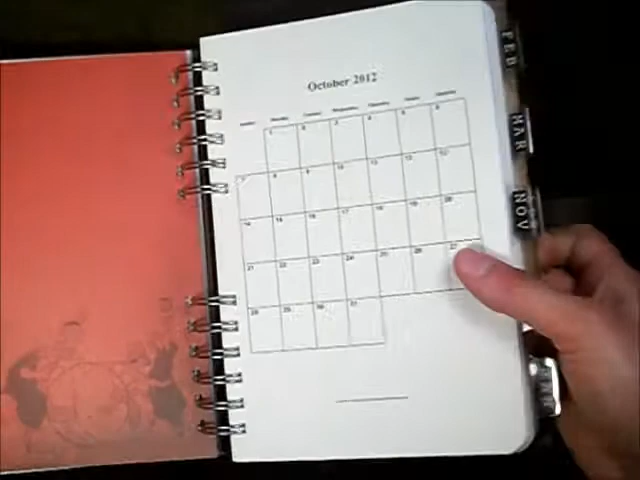 October 2012
1 2 3 4 5 6
7 8 9 10 11 12 13
14 15 16 17 18 19 20
21 22 23 24 25 26 27
28 29 30 31
FEB
MAR
NOV